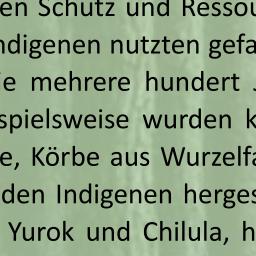 en Schutz und Ressou
ndigenen nutzten gefa
e mehrere hundert J
spielsweise wurden k
e, Körbe aus Wurzelfa
den Indigenen herges
Yurok und Chilula, h